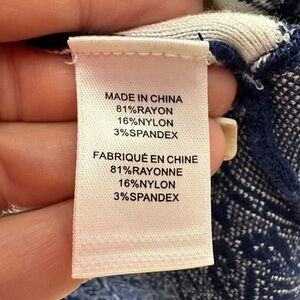 MADE IN CHINA
81%RAYON
16%NYLON
3%SPANDEX
FABRIQUÉ EN CHINE
81%RAYONNE
16%NYLON
3%SPANDEX